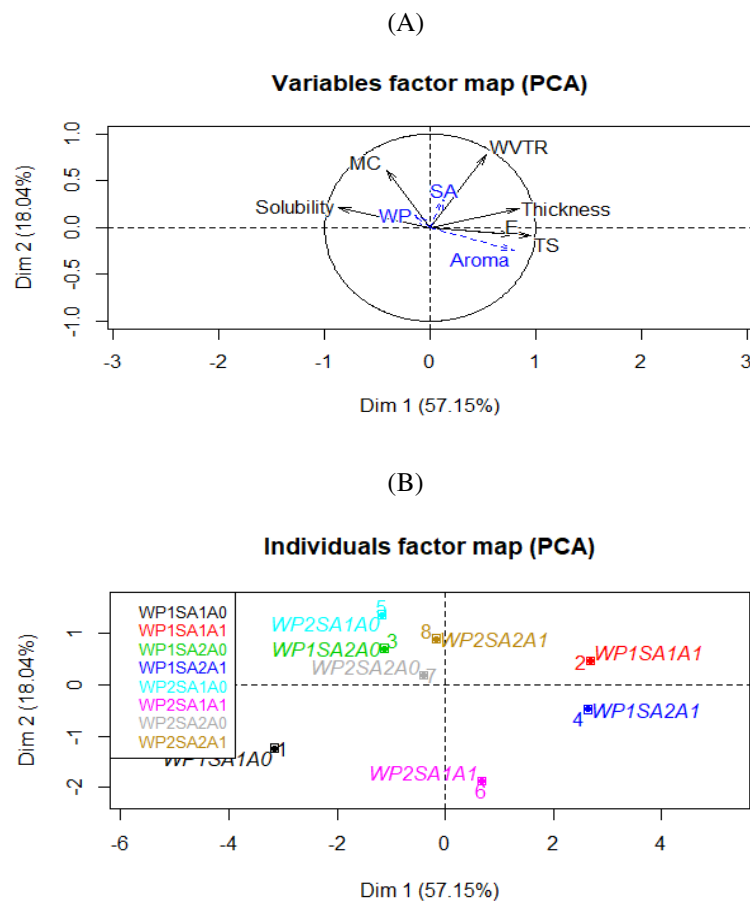 (A)
Variables factor map (PCA)
Dim 2 (18.04%)
1.0
0.5
0.0
-0.5
-1.0
WVTR
MC
SA
Solubility
WP
Thickness
E
TS
Aroma
-3
-2
-1
0
1
2
3
Dim 1 (57.15%)
(B)
Individuals factor map (PCA)
Dim 2 (18.04%)
1
0
-1
-2
WP1SA1A0
WP1SA1A1
WP1SA2A0
WP1SA2A1
WP2SA1A0
WP2SA1A1
WP2SA2A0
WP2SA2A1
5
WP2SA1A0
8
WP2SA2A1
3
WP1SA2A0
WP2SA2A0
7
2
WP1SA1A1
4
WP1SA2A1
1
WP1SA1A0
WP2SA1A1
6
-6
-4
-2
0
2
4
Dim 1 (57.15%)